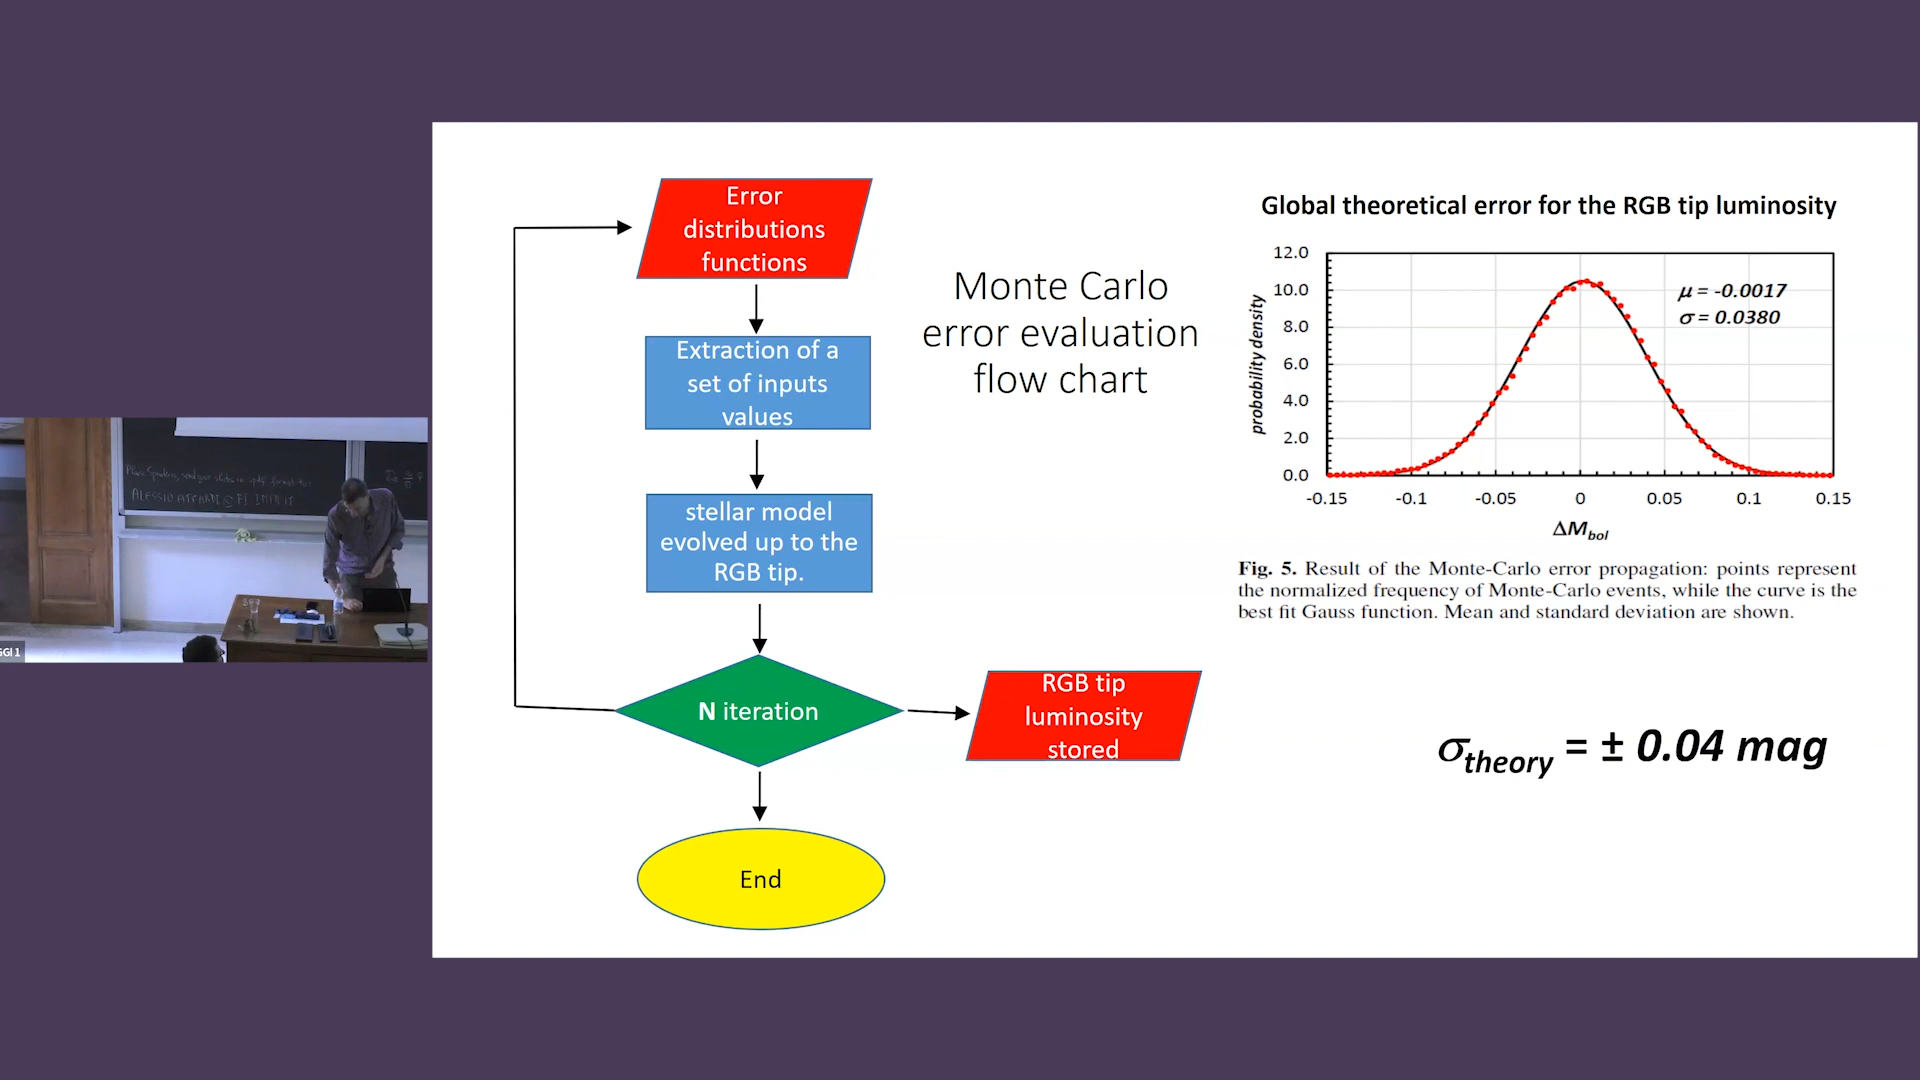 Error
distributions
functions
Extraction of a
set of inputs
values
stellar model
evolved up to the
RGB tip.
N iteration
RGB tip
luminosity
stored
End
Monte Carlo
error evaluation
flow chart
Global theoretical error for the RGB tip luminosity
probability density
12.0
10.0
8.0
6.0
4.0
2.0
0.0
μ = -0.0017
σ = 0.0380
-0.15 -0.1 -0.05 0 0.05 0.1 0.15
ΔMbol
Fig. 5. Result of the Monte-Carlo error propagation: points represent
the normalized frequency of Monte-Carlo events, while the curve is the
best fit Gauss function. Mean and standard deviation are shown.
σtheory = ± 0.04 mag
GGI 1